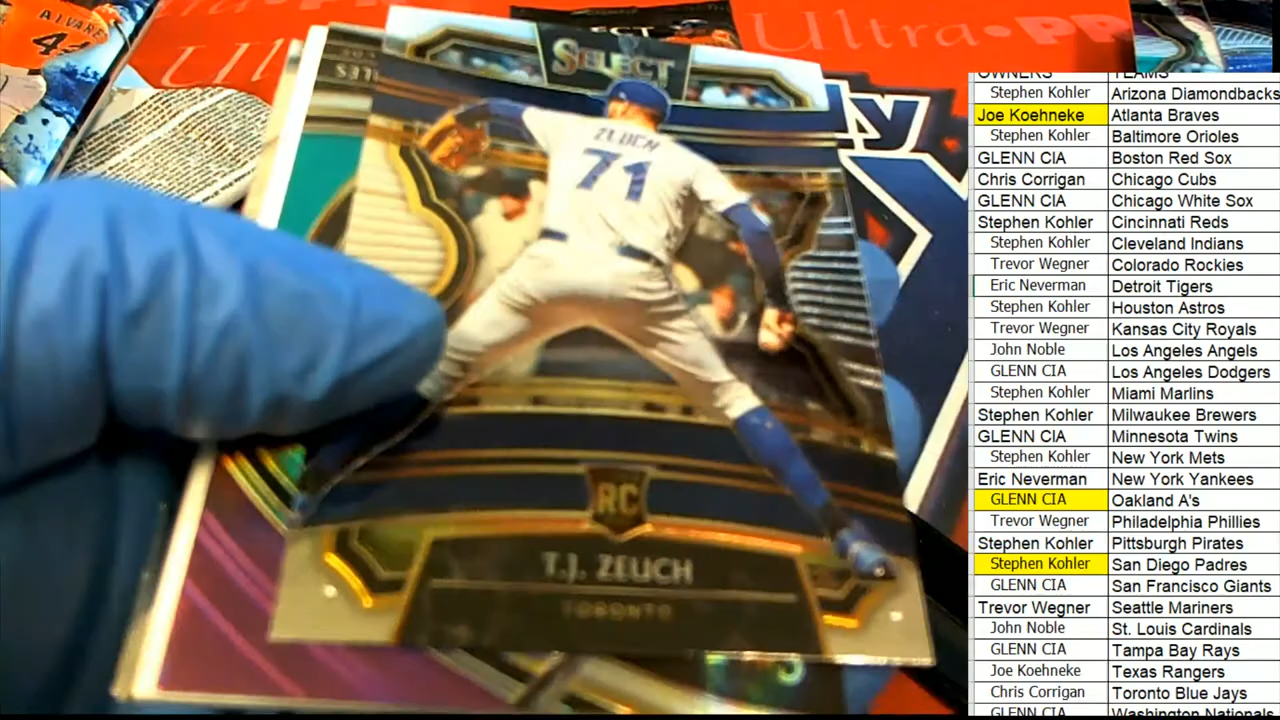 ALVARE
44
Ultra•PR
SELECT
ZEUCH
71
RC
T.J. ZEUCH
TORONTO
OWNERS TEAMS
Stephen Kohler Arizona Diamondbacks
Joe Koehneke Atlanta Braves
Stephen Kohler Baltimore Orioles
GLENN CIA Boston Red Sox
Chris Corrigan Chicago Cubs
GLENN CIA Chicago White Sox
Stephen Kohler Cincinnati Reds
Stephen Kohler Cleveland Indians
Trevor Wegner Colorado Rockies
Eric Neverman Detroit Tigers
Stephen Kohler Houston Astros
Trevor Wegner Kansas City Royals
John Noble Los Angeles Angels
GLENN CIA Los Angeles Dodgers
Stephen Kohler Miami Marlins
Stephen Kohler Milwaukee Brewers
GLENN CIA Minnesota Twins
Stephen Kohler New York Mets
Eric Neverman New York Yankees
GLENN CIA Oakland A's
Trevor Wegner Philadelphia Phillies
Stephen Kohler Pittsburgh Pirates
Stephen Kohler San Diego Padres
GLENN CIA San Francisco Giants
Trevor Wegner Seattle Mariners
John Noble St. Louis Cardinals
GLENN CIA Tampa Bay Rays
Joe Koehneke Texas Rangers
Chris Corrigan Toronto Blue Jays
GLENN CIA Washington Nationals